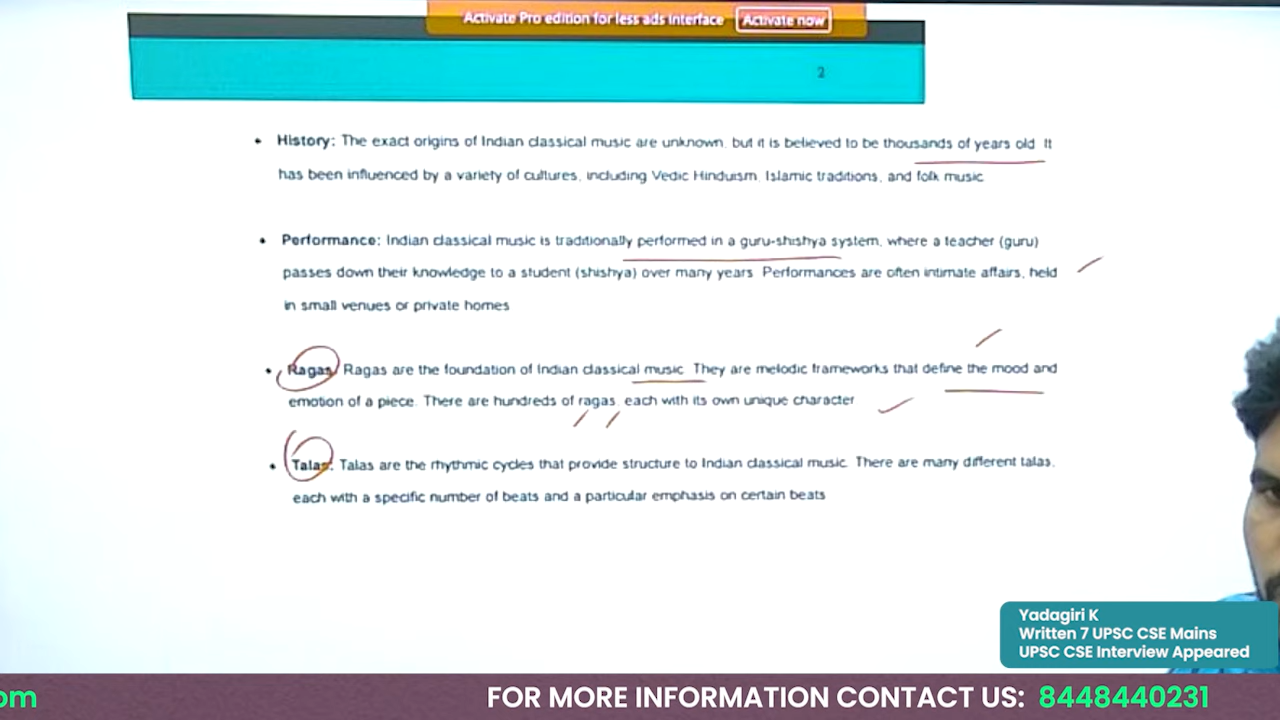 Activate Pro edition for less ads interface Activate now
2
• History: The exact origins of Indian classical music are unknown, but it is believed to be thousands of years old. It
has been influenced by a variety of cultures, including Vedic Hinduism, Islamic traditions, and folk music
• Performance: Indian classical music is traditionally performed in a guru-shishya system, where a teacher (guru)
passes down their knowledge to a student (shishya) over many years. Performances are often intimate affairs, held
in small venues or private homes
• Ragas: Ragas are the foundation of Indian classical music. They are melodic frameworks that define the mood and
emotion of a piece. There are hundreds of ragas, each with its own unique character
• Talas: Talas are the rhythmic cycles that provide structure to Indian classical music. There are many different talas,
each with a specific number of beats and a particular emphasis on certain beats
Yadagiri K
Written 7 UPSC CSE Mains
UPSC CSE Interview Appeared
om FOR MORE INFORMATION CONTACT US: 8448440231